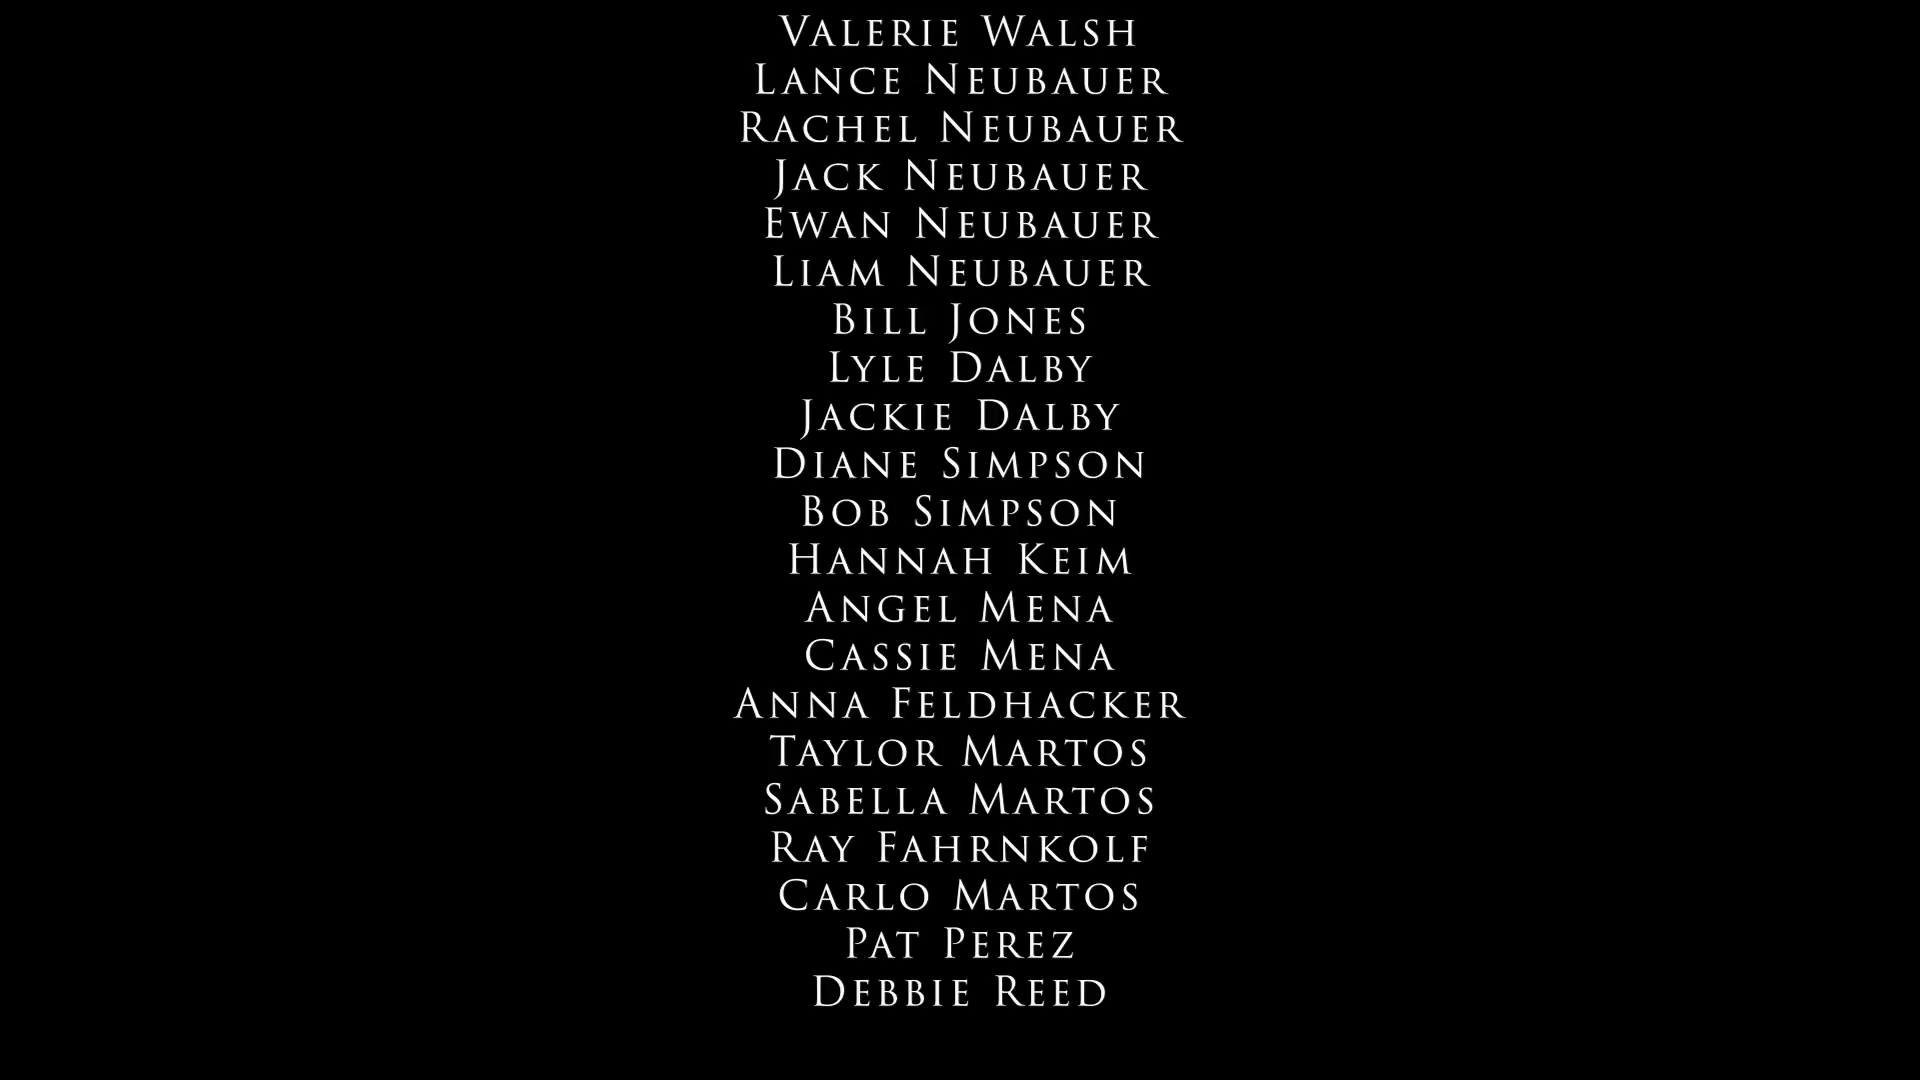 Valerie Walsh
Lance Neubauer
Rachel Neubauer
Jack Neubauer
Ewan Neubauer
Liam Neubauer
Bill Jones
Lyle Dalby
Jackie Dalby
Diane Simpson
Bob Simpson
Hannah Keim
Angel Mena
Cassie Mena
Anna Feldhacker
Taylor Martos
Sabella Martos
Ray Fahrnkolf
Carlo Martos
Pat Perez
Debbie Reed